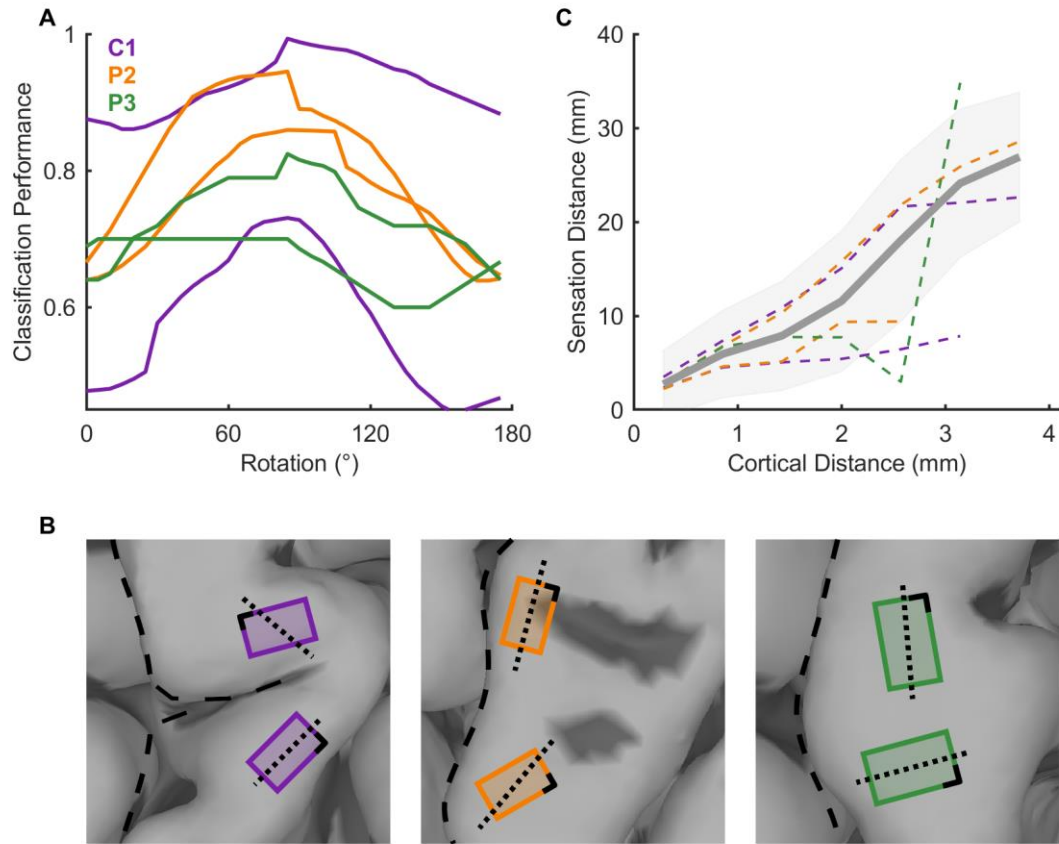 A
C1
P2
P3
Classification Performance
1
0.8
0.6
0
60
120
180
Rotation (°)
C
Sensation Distance (mm)
40
30
20
10
0
0
1
2
3
4
Cortical Distance (mm)
B